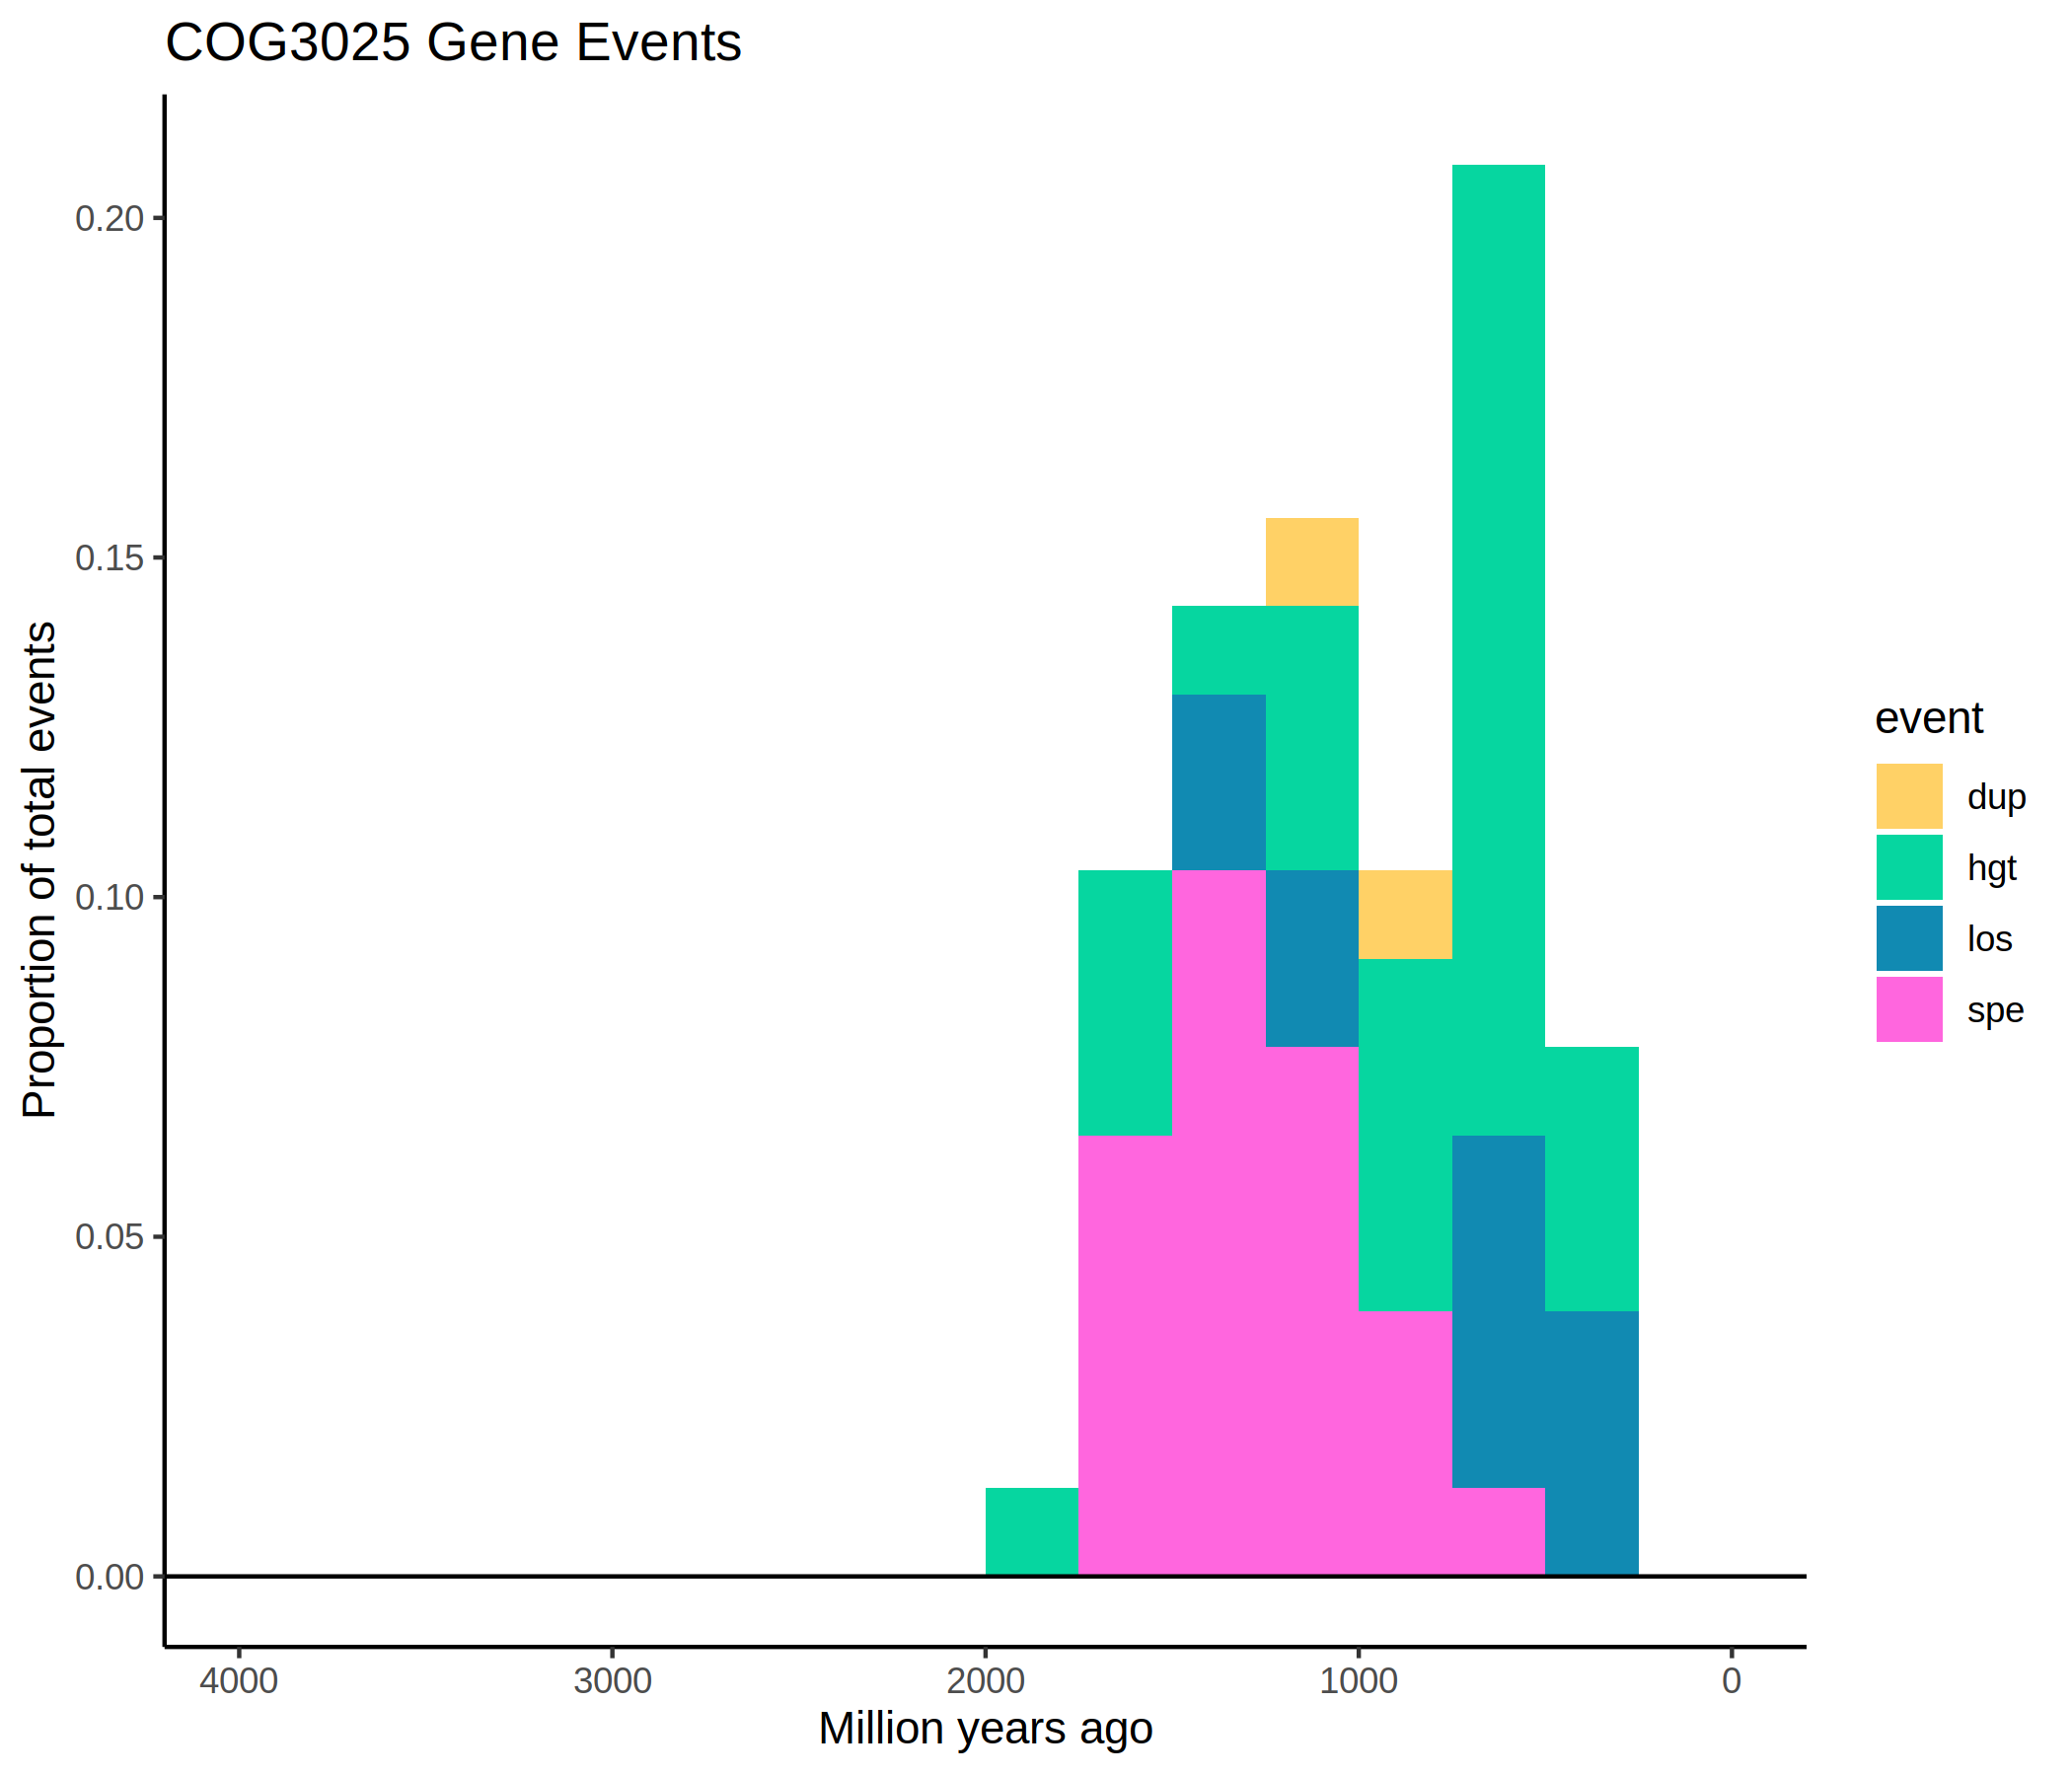 COG3025 Gene Events
Proportion of total events
0.20
0.15
0.10
0.05
0.00
4000 3000 2000 1000 0
Million years ago
event
dup
hgt
los
spe